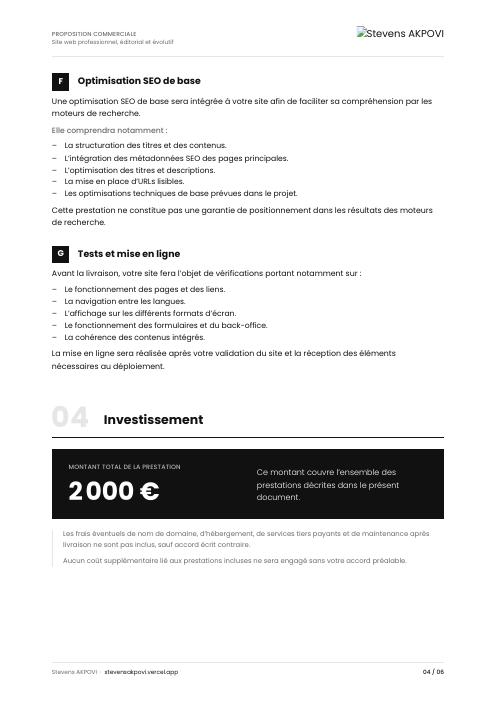 PROPOSITION COMMERCIALE
Site web professionnel, éditorial et évolutif
Stevens AKPOVI
F Optimisation SEO de base
Une optimisation SEO de base sera intégrée à votre site afin de faciliter sa compréhension par les
moteurs de recherche.
Elle comprendra notamment :
– La structuration des titres et des contenus.
– L’intégration des métadonnées SEO des pages principales.
– L’optimisation des titres et descriptions.
– La mise en place d’URLs lisibles.
– Les optimisations techniques de base prévues dans le projet.
Cette prestation ne constitue pas une garantie de positionnement dans les résultats des moteurs
de recherche.
G Tests et mise en ligne
Avant la livraison, votre site fera l’objet de vérifications portant notamment sur :
– Le fonctionnement des pages et des liens.
– La navigation entre les langues.
– L’affichage sur les différents formats d’écran.
– Le fonctionnement des formulaires et du back-office.
– La cohérence des contenus intégrés.
La mise en ligne sera réalisée après votre validation du site et la réception des éléments
nécessaires au déploiement.
04 Investissement
MONTANT TOTAL DE LA PRESTATION
2 000 €
Ce montant couvre l’ensemble des
prestations décrites dans le présent
document.
Les frais éventuels de nom de domaine, d’hébergement, de services tiers payants et de maintenance après
livraison ne sont pas inclus, sauf accord écrit contraire.
Aucun coût supplémentaire lié aux prestations incluses ne sera engagé sans votre accord préalable.
Stevens AKPOVI · stevensakpovi.vercel.app
04 / 06